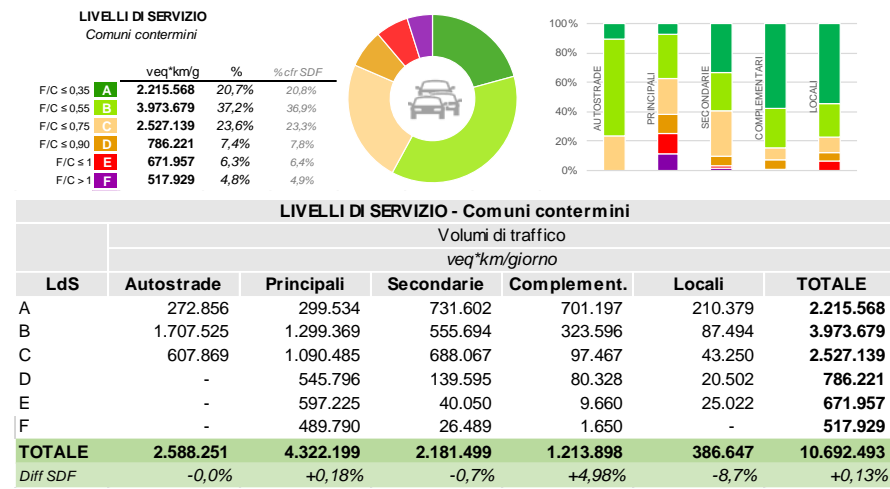 LIVELLI DI SERVIZIO
Comuni contermini
veq*km/g % %cfr SDF
F/C ≤ 0,35 A 2.215.568 20,7% 20,8%
F/C ≤ 0,55 B 3.973.679 37,2% 36,9%
F/C ≤ 0,75 C 2.527.139 23,6% 23,3%
F/C ≤ 0,90 D 786.221 7,4% 7,8%
F/C ≤ 1 E 671.957 6,3% 6,4%
F/C > 1 F 517.929 4,8% 4,9%
100%
80%
60%
40%
20%
0%
AUTOSTRADE
PRINCIPALI
SECONDARIE
COMPLEMENTARI
LOCALI
LIVELLI DI SERVIZIO - Comuni contermini
Volumi di traffico
veq*km/giorno
LdS Autostrade Principali Secondarie Complement. Locali TOTALE
A 272.856 299.534 731.602 701.197 210.379 2.215.568
B 1.707.525 1.299.369 555.694 323.596 87.494 3.973.679
C 607.869 1.090.485 688.067 97.467 43.250 2.527.139
D - 545.796 139.595 80.328 20.502 786.221
E - 597.225 40.050 9.660 25.022 671.957
F - 489.790 26.489 1.650 - 517.929
TOTALE 2.588.251 4.322.199 2.181.499 1.213.898 386.647 10.692.493
Diff SDF -0,0% +0,18% -0,7% +4,98% -8,7% +0,13%